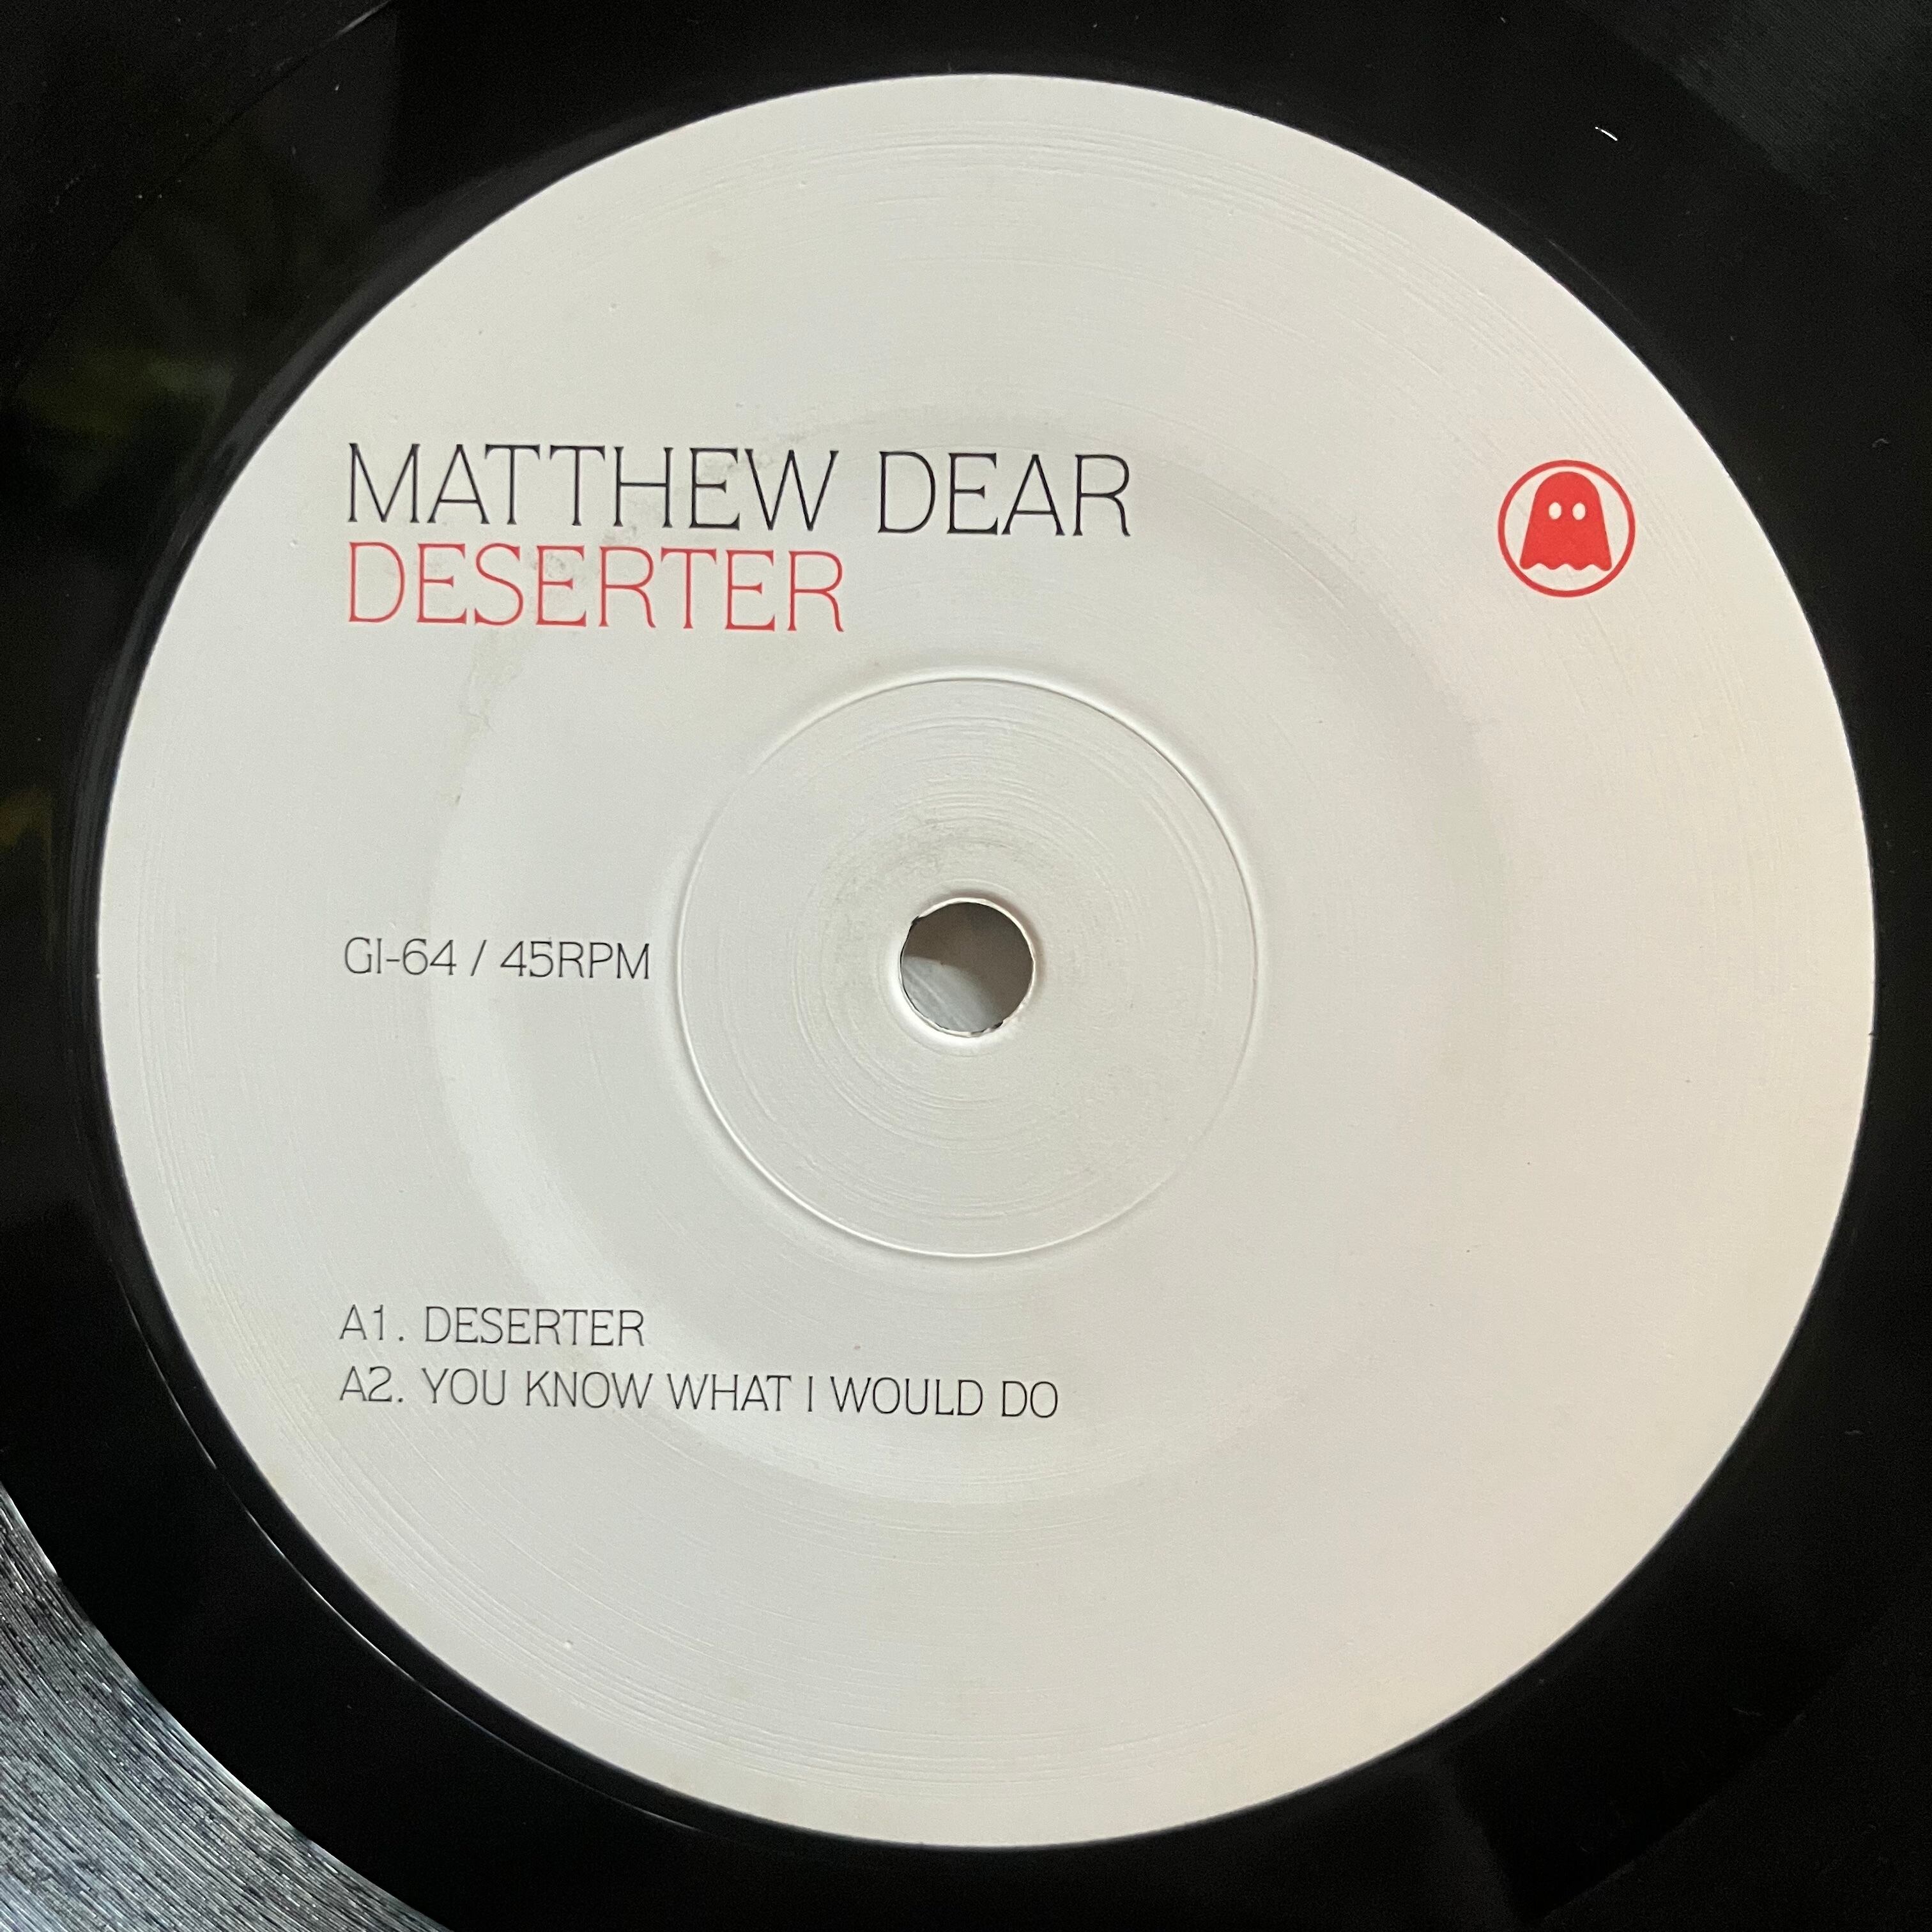 MATTHEW DEAR
DESERTER
GI-64 / 45RPM
A1. DESERTER
A2. YOU KNOW WHAT I WOULD DO